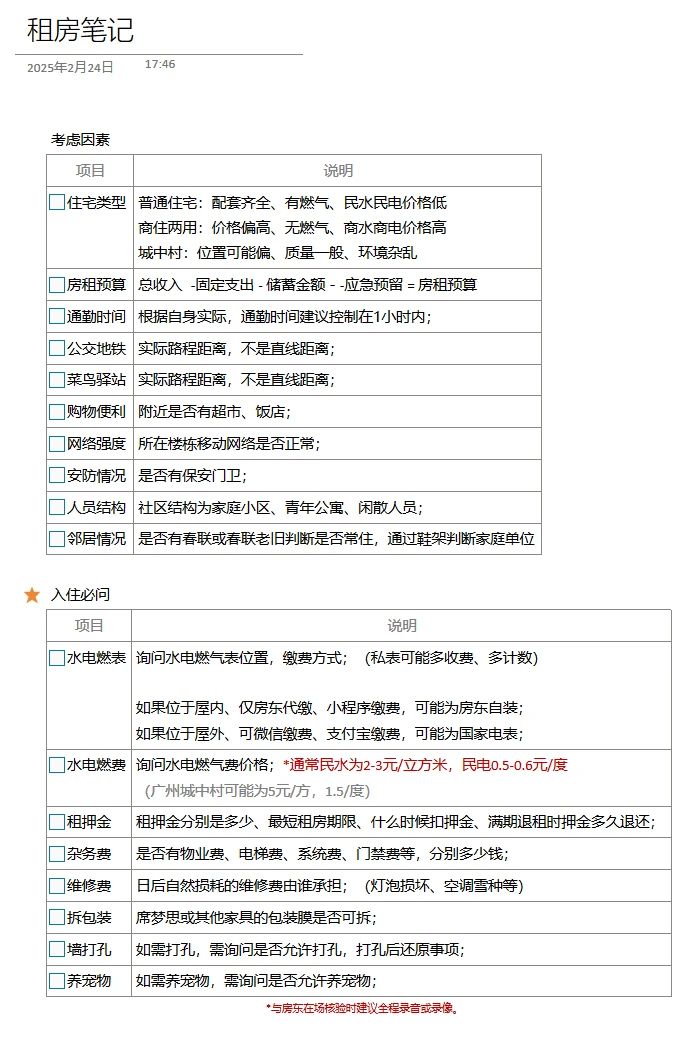 租房笔记
2025年2月24日 17:46
考虑因素
项目 说明
住宅类型 普通住宅：配套齐全、有燃气、民水民电价格低
商住两用：价格偏高、无燃气、商水商电价格高
城中村：位置可能偏、质量一般、环境杂乱
房租预算 总收入 -固定支出 - 储蓄金额 - -应急预留 = 房租预算
通勤时间 根据自身实际，通勤时间建议控制在1小时内；
公交地铁 实际路程距离，不是直线距离；
菜鸟驿站 实际路程距离，不是直线距离；
购物便利 附近是否有超市、饭店；
网络强度 所在楼栋移动网络是否正常；
安防情况 是否有保安门卫；
人员结构 社区结构为家庭小区、青年公寓、闲散人员；
邻居情况 是否有春联或春联老旧判断是否常住，通过鞋架判断家庭单位
入住必问
项目 说明
水电燃表 询问水电燃气表位置，缴费方式；（私表可能多收费、多计数）
如果位于屋内、仅房东代缴、小程序缴费，可能为房东自装；
如果位于屋外、可微信缴费、支付宝缴费，可能为国家电表；
水电燃费 询问水电燃气费价格；*通常民水为2-3元/立方米，民电0.5-0.6元/度
（广州城中村可能为5元/方，1.5/度）
租押金 租押金分别是多少、最短租房期限、什么时候扣押金、满期退租时押金多久退还；
杂务费 是否有物业费、电梯费、系统费、门禁费等，分别多少钱；
维修费 日后自然损耗的维修费由谁承担；（灯泡损坏、空调雪种等）
拆包装 席梦思或其他家具的包装膜是否可拆；
墙打孔 如需打孔，需询问是否允许打孔，打孔后还原事项；
养宠物 如需养宠物，需询问是否允许养宠物；
*与房东在场核验时建议全程录音或录像。